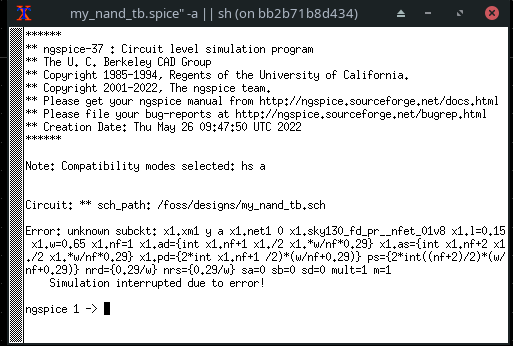 my_nand_tb.spice" -a || sh (on bb2b71b8d434)
******
** ngspice-37 : Circuit level simulation program
** The U. C. Berkeley CAD Group
** Copyright 1985-1994, Regents of the University of California.
** Copyright 2001-2022, The ngspice team.
** Please get your ngspice manual from http://ngspice.sourceforge.net/docs.html
** Please file your bug-reports at http://ngspice.sourceforge.net/bugrep.html
** Creation Date: Thu May 26 09:47:50 UTC 2022
******
Note: Compatibility modes selected: hs a
Circuit: ** sch_path: /foss/designs/my_nand_tb.sch
Error: unknown subckt: x1.xm1 y a x1.net1 0 x1.sky130_fd_pr__nfet_01v8 x1.l=0.15
x1.w=0.65 x1.nf=1 x1.ad={int x1.nf+1 x1./2 x1.*w/nf*0.29} x1.as={int x1.nf+2 x1
./2 x1.*w/nf*0.29} x1.pd={2*int x1.nf+1 /2)*(w/nf+0.29)} ps={2*int((nf+2)/2)*(w/
nf+0.29)} nrd={0.29/w} nrs={0.29/w} sa=0 sb=0 sd=0 mult=1 m=1
Simulation interrupted due to error!
ngspice 1 ->